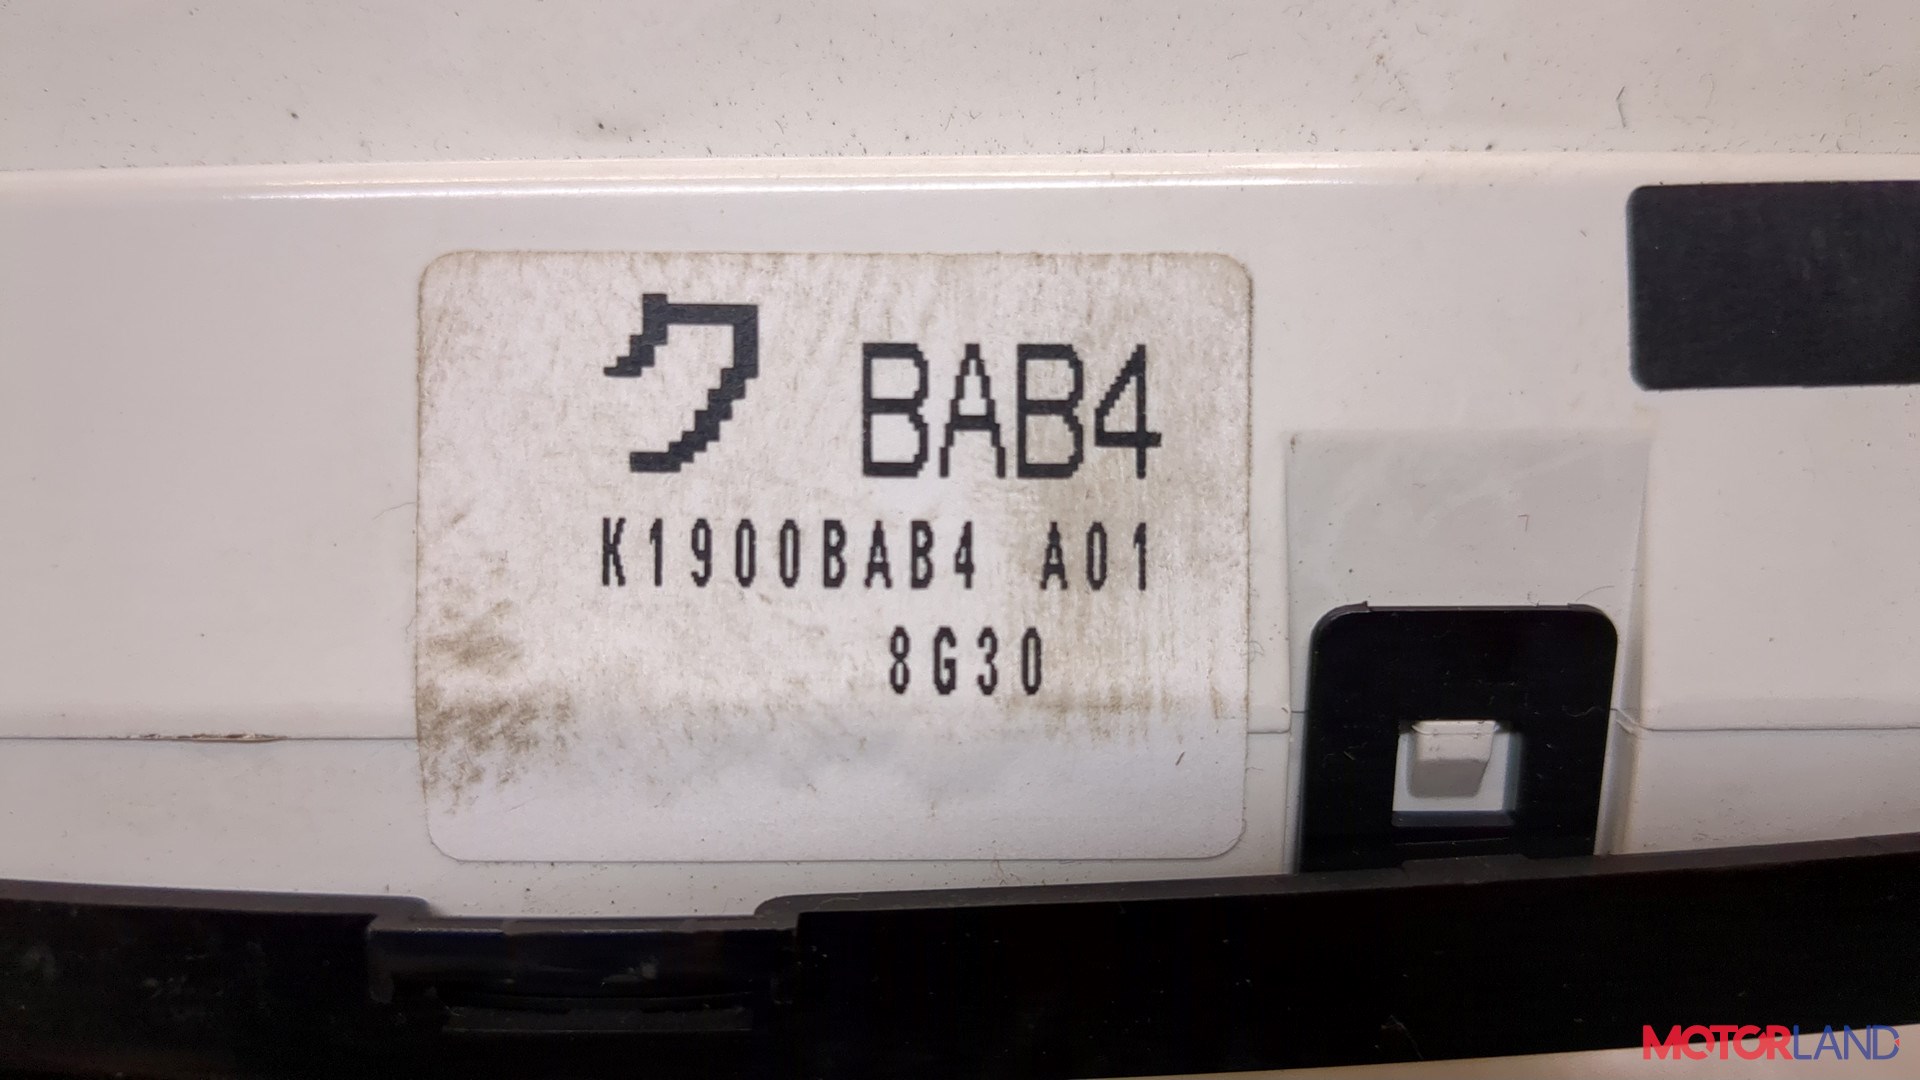 ク BAB4
K1900BAB4 A01
8G30
MOTORLAND